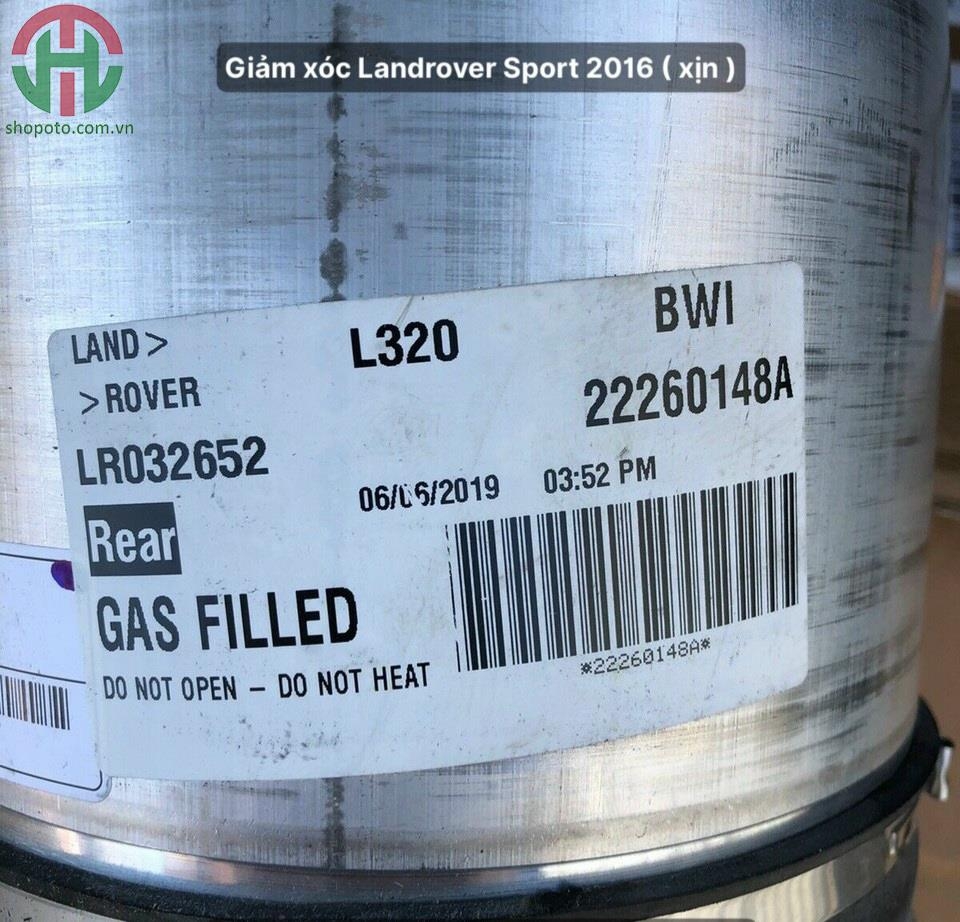 Giảm xóc Landrover Sport 2016 ( xịn )
shopoto.com.vn
LAND >
L320
BWI
> ROVER
22260148A
LR032652
06/06/2019 03:52 PM
Rear
GAS FILLED
*22260148A*
DO NOT OPEN – DO NOT HEAT